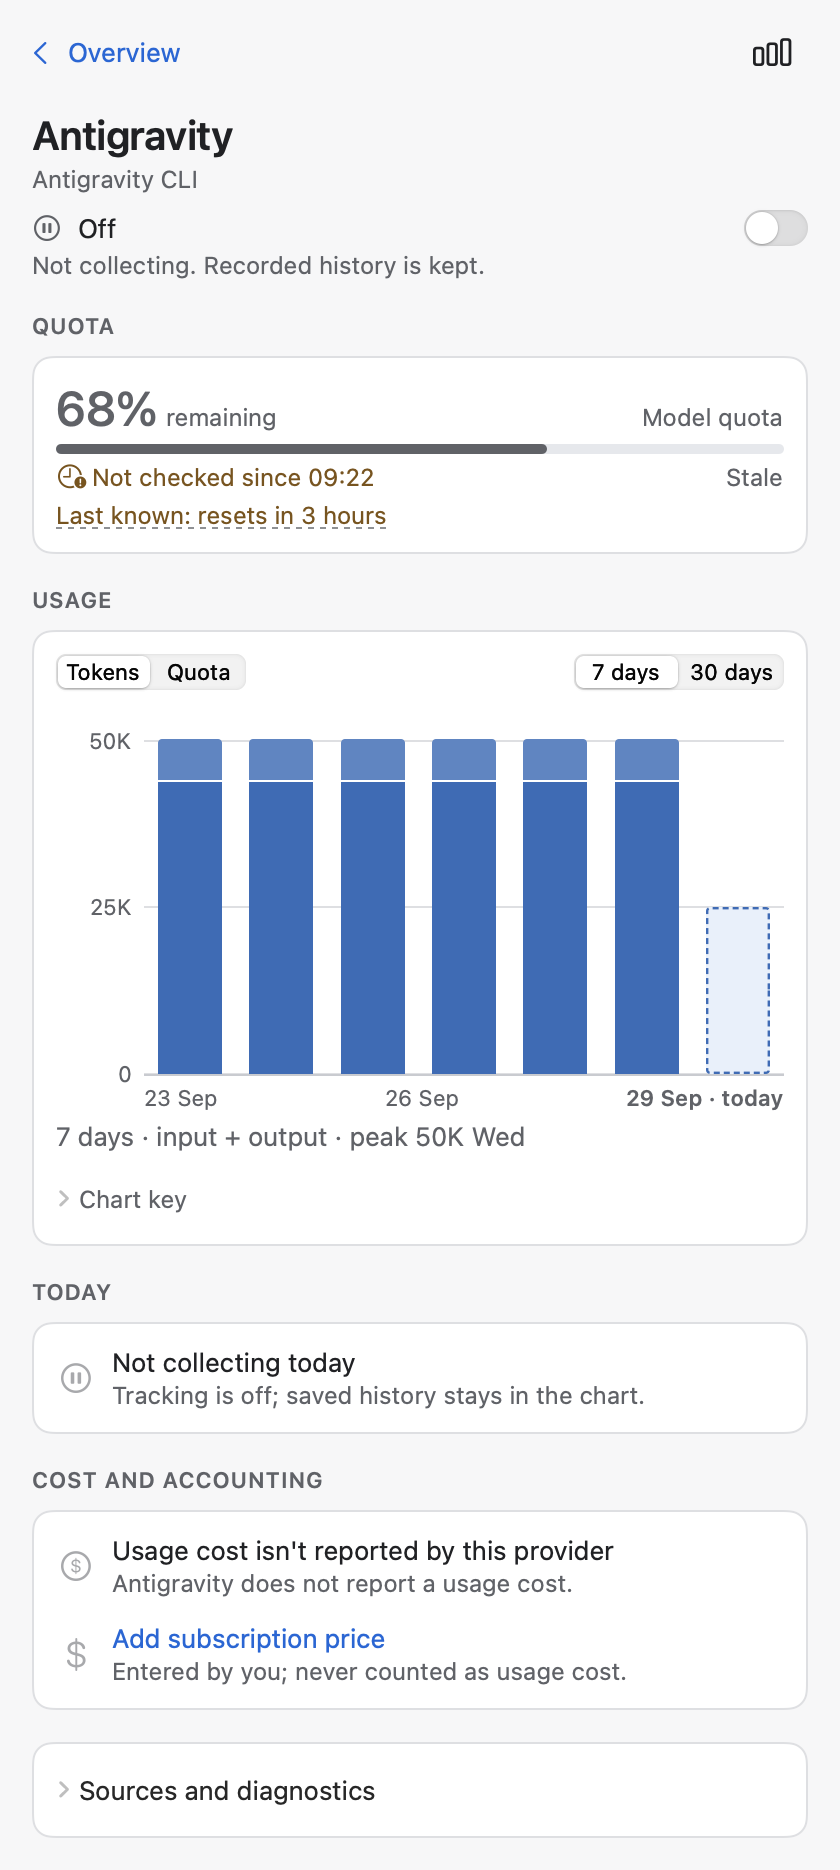 Overview
Antigravity
Antigravity CLI
Off
Not collecting. Recorded history is kept.
QUOTA
68% remaining Model quota
Not checked since 09:22 Stale
Last known: resets in 3 hours
USAGE
Tokens Quota 7 days 30 days
50K
25K
0
23 Sep 26 Sep 29 Sep · today
7 days · input + output · peak 50K Wed
Chart key
TODAY
Not collecting today
Tracking is off; saved history stays in the chart.
COST AND ACCOUNTING
$ Usage cost isn't reported by this provider
Antigravity does not report a usage cost.
$ Add subscription price
Entered by you; never counted as usage cost.
Sources and diagnostics